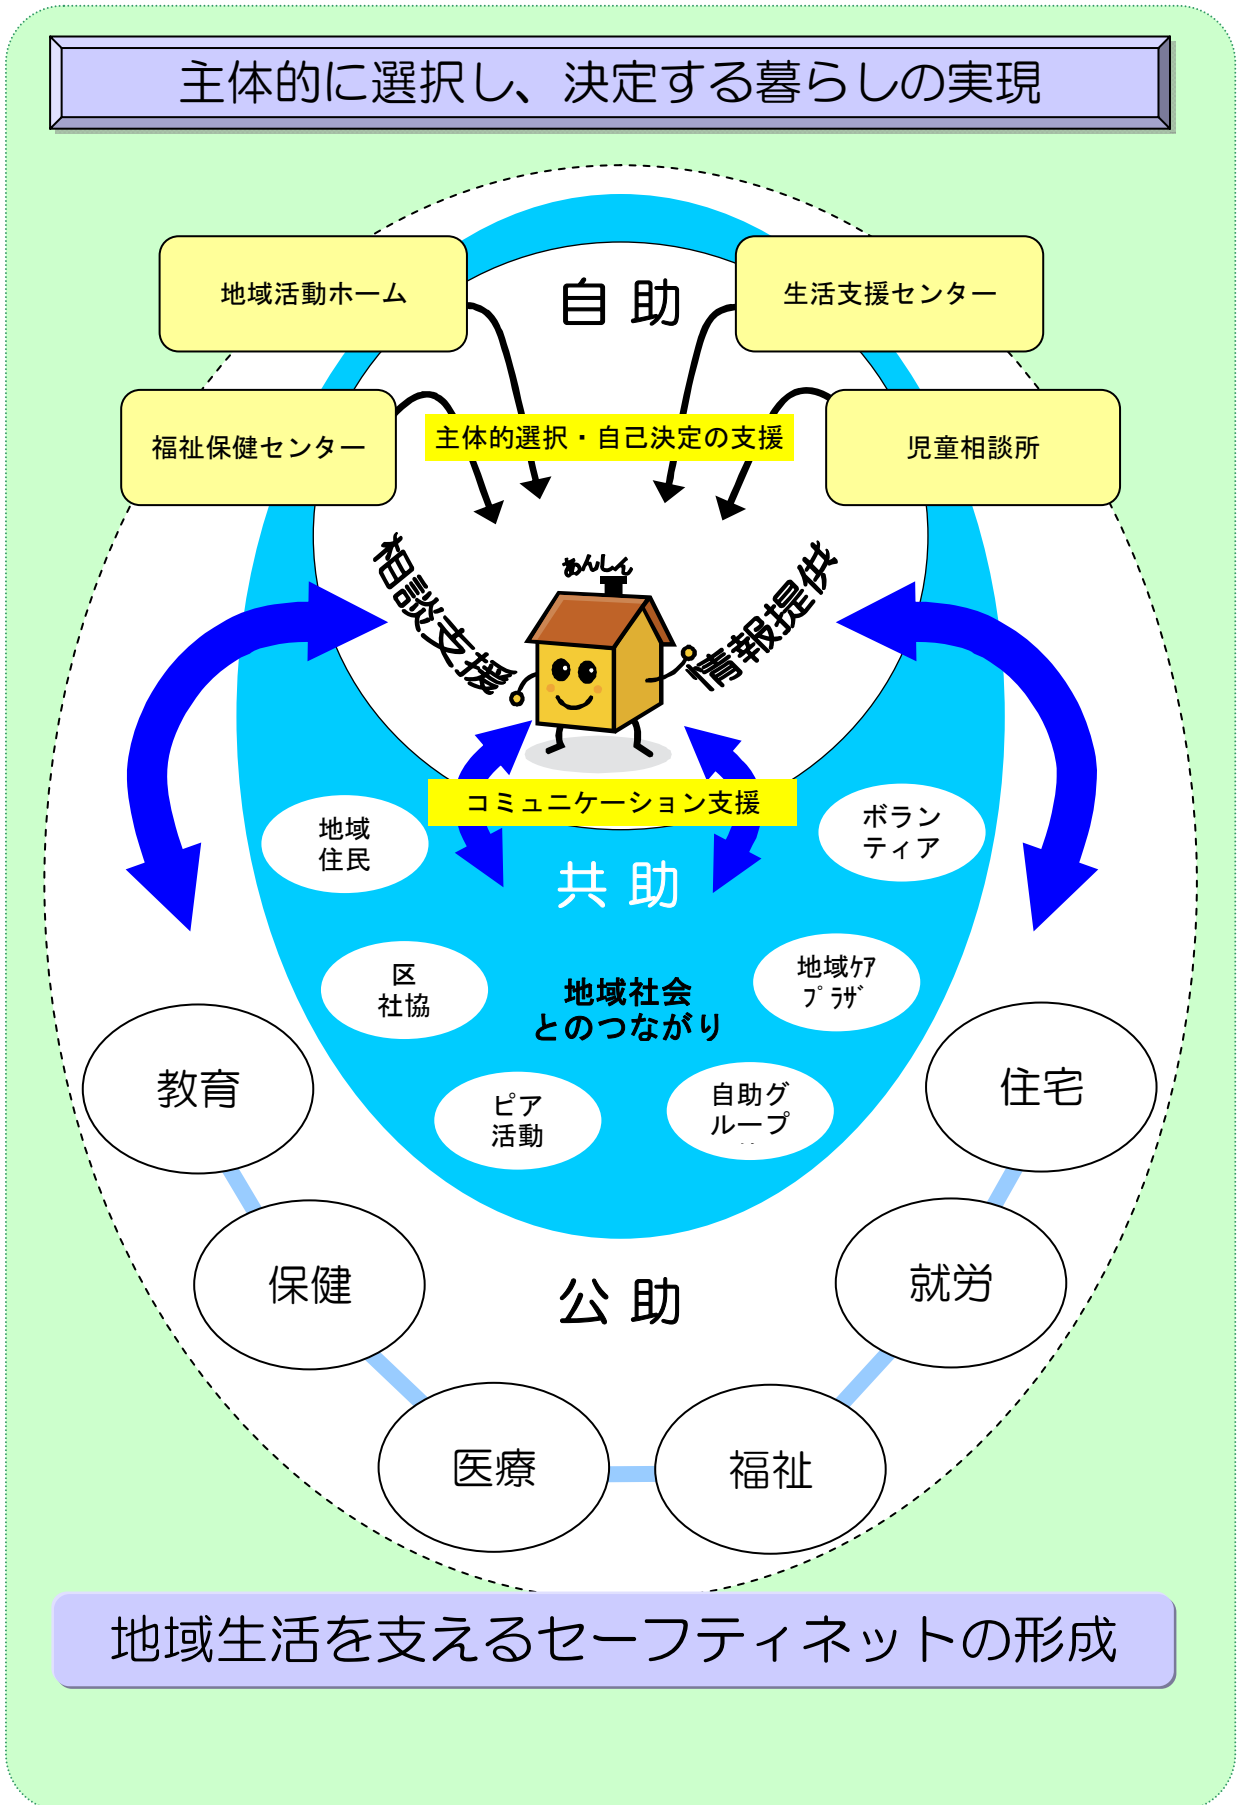 主体的に選択し、決定する暮らしの実現
地域活動ホーム
生活支援センター
自 助
福祉保健センター
主体的選択・自己決定の支援
児童相談所
相談支援
あんしん
情報提供
コミュニケーション支援
地域
住民
ボラン
ティア
共 助
区
社協
地域ｹｱ
ﾌﾟﾗｻﾞ
地域社会
とのつながり
ピア
活動
自助グ
ループ
教育
住宅
保健
就労
公 助
医療
福祉
地域生活を支えるセーフティネットの形成